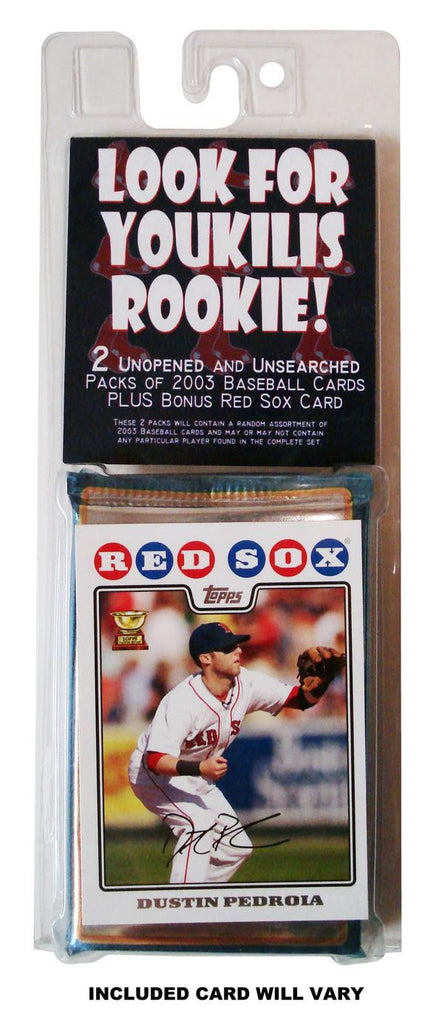 LOOK FOR
YOUKILIS
ROOKIE!
2 UNOPENED AND UNSEARCHED
PACKS OF 2003 BASEBALL CARDS
PLUS BONUS RED SOX CARD
THESE 2 PACKS WILL CONTAIN A RANDOM ASSORTMENT OF
2003 BASEBALL CARDS AND MAY OR MAY NOT CONTAIN
ANY PARTICULAR PLAYER FOUND IN THE COMPLETE SET.
RED SOX
Topps
RED SOX
DUSTIN PEDROIA
INCLUDED CARD WILL VARY